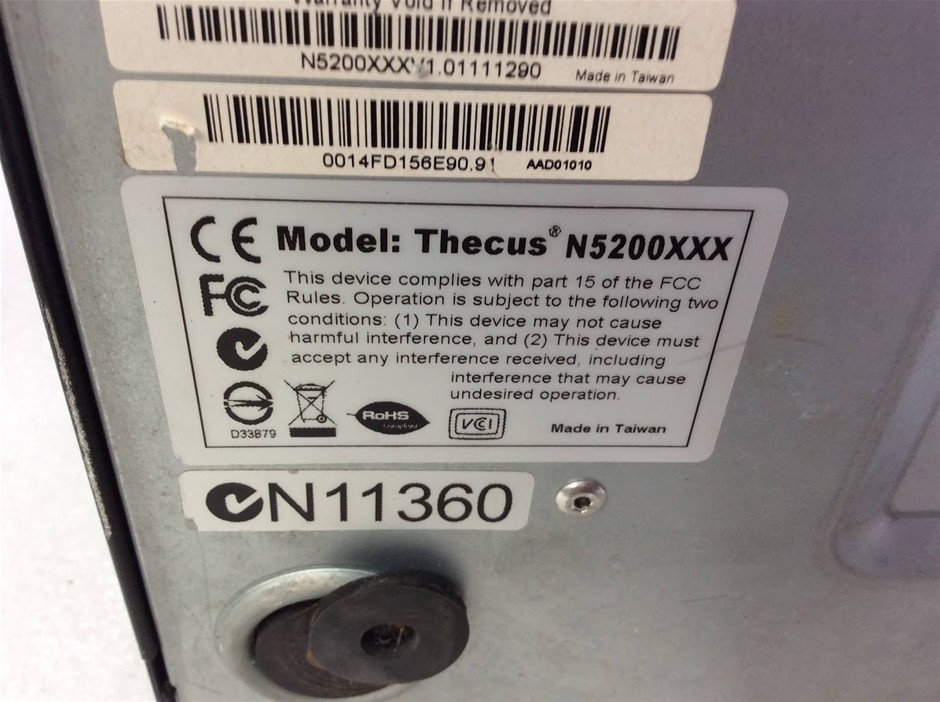 Warranty Void If Removed
N5200XXXV1.01111290 Made in Taiwan
0014FD156E90.91 AAD01010
CE Model: Thecus® N5200XXX
FC This device complies with part 15 of the FCC
Rules. Operation is subject to the following two
conditions: (1) This device may not cause
harmful interference, and (2) This device must
accept any interference received, including
interference that may cause
undesired operation.
D33B79
RoHS
compliant
VCI
Made in Taiwan
N11360